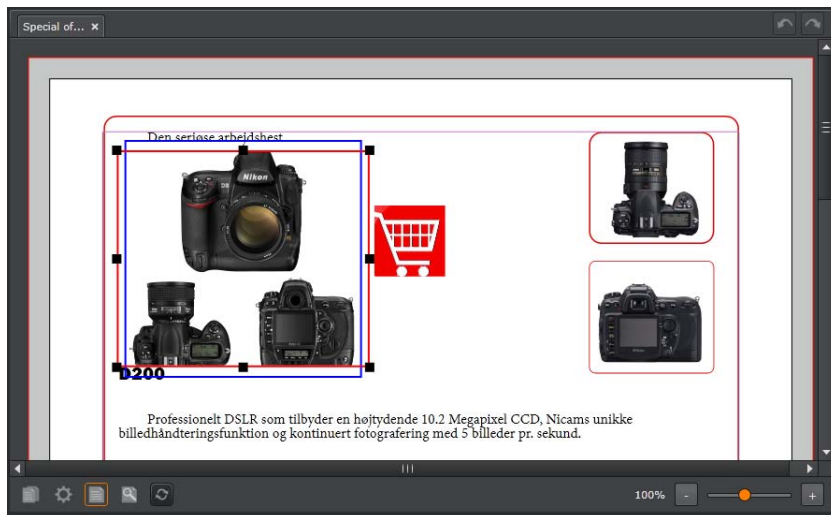 Special of...
Den seriøse arbejdshest
Nikon
D200
Professionelt DSLR som tilbyder en højtydende 10.2 Megapixel CCD, Nicams unikke
billedhåndteringsfunktion og kontinuert fotografering med 5 billeder pr. sekund.
100%